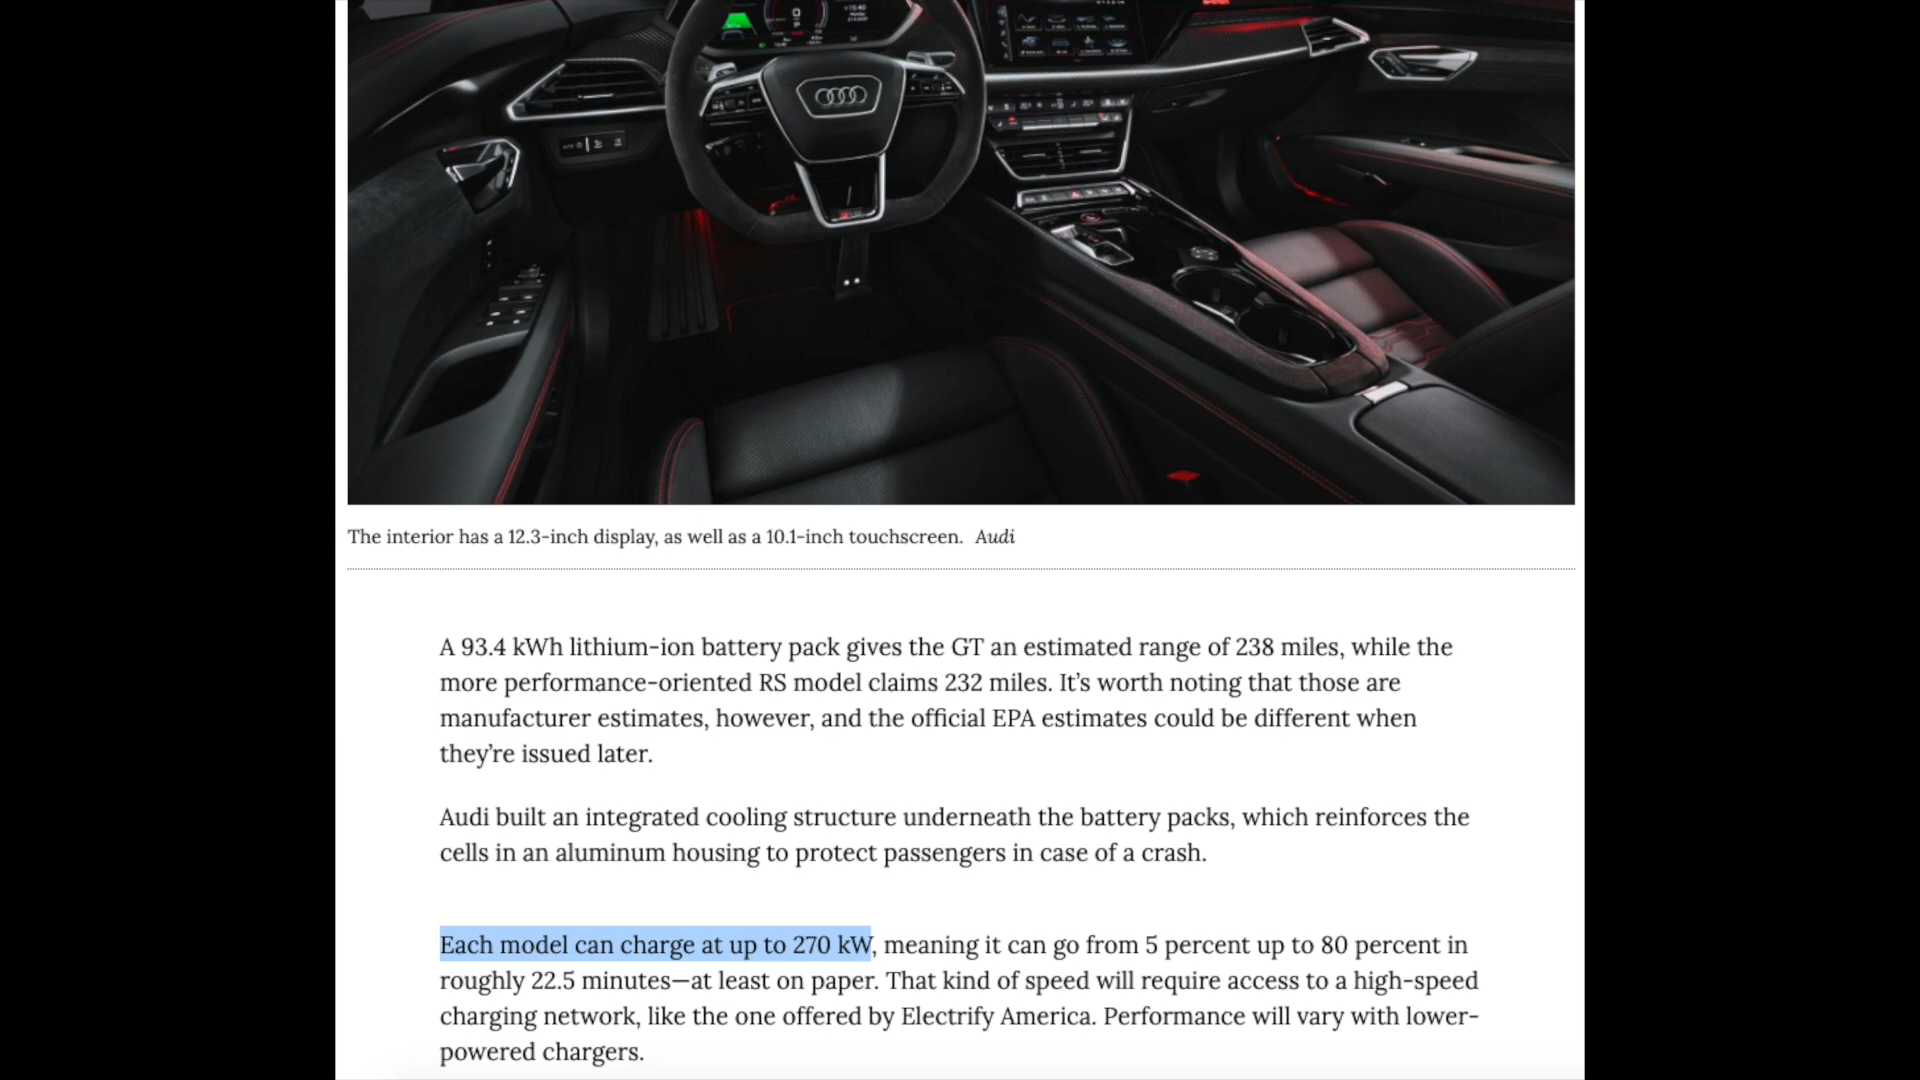 The interior has a 12.3-inch display, as well as a 10.1-inch touchscreen. Audi
A 93.4 kWh lithium-ion battery pack gives the GT an estimated range of 238 miles, while the
more performance-oriented RS model claims 232 miles. It’s worth noting that those are
manufacturer estimates, however, and the official EPA estimates could be different when
they’re issued later.
Audi built an integrated cooling structure underneath the battery packs, which reinforces the
cells in an aluminum housing to protect passengers in case of a crash.
Each model can charge at up to 270 kW, meaning it can go from 5 percent up to 80 percent in
roughly 22.5 minutes—at least on paper. That kind of speed will require access to a high-speed
charging network, like the one offered by Electrify America. Performance will vary with lower-
powered chargers.